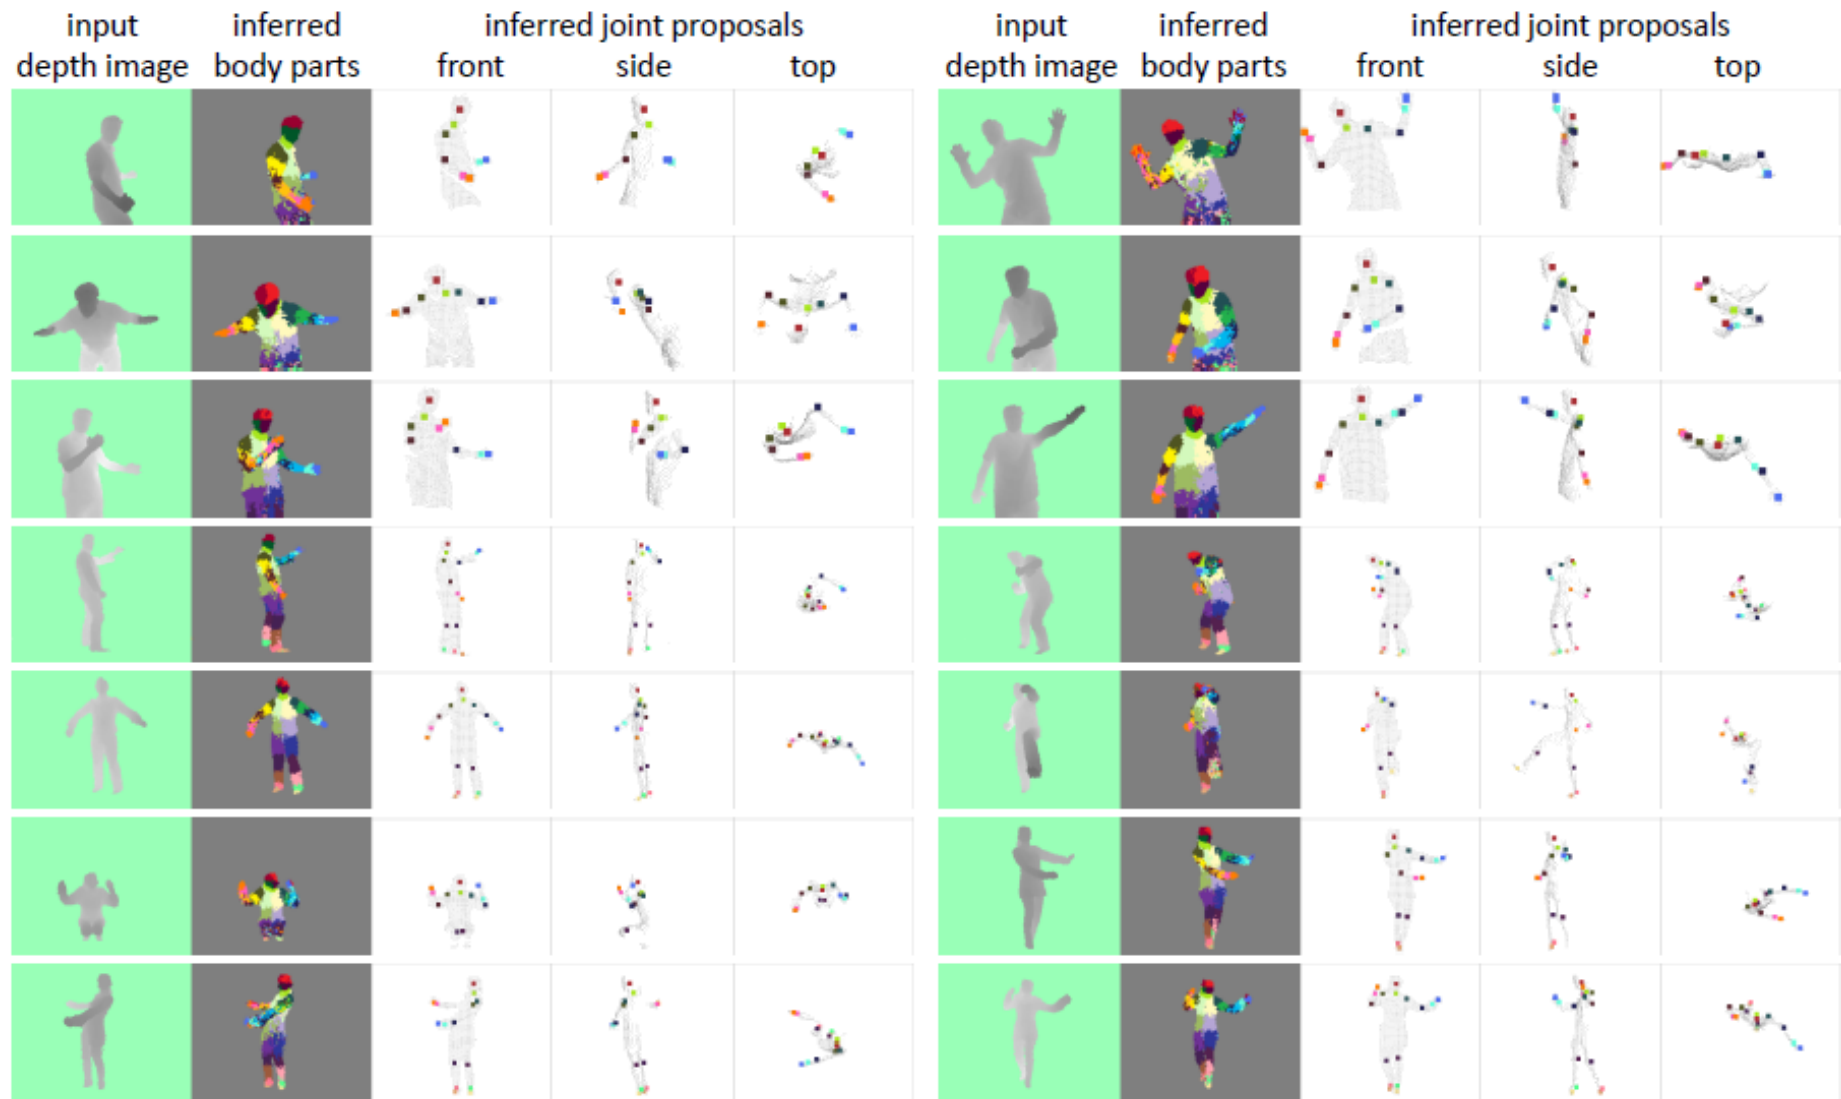 input inferred inferred joint proposals input inferred inferred joint proposals
depth image body parts front side top depth image body parts front side top